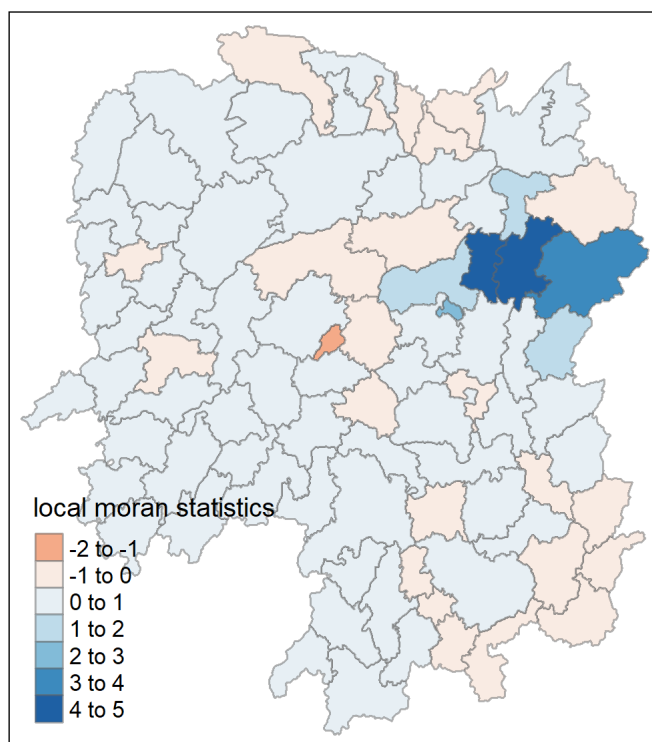 local moran statistics
-2 to -1
-1 to 0
0 to 1
1 to 2
2 to 3
3 to 4
4 to 5